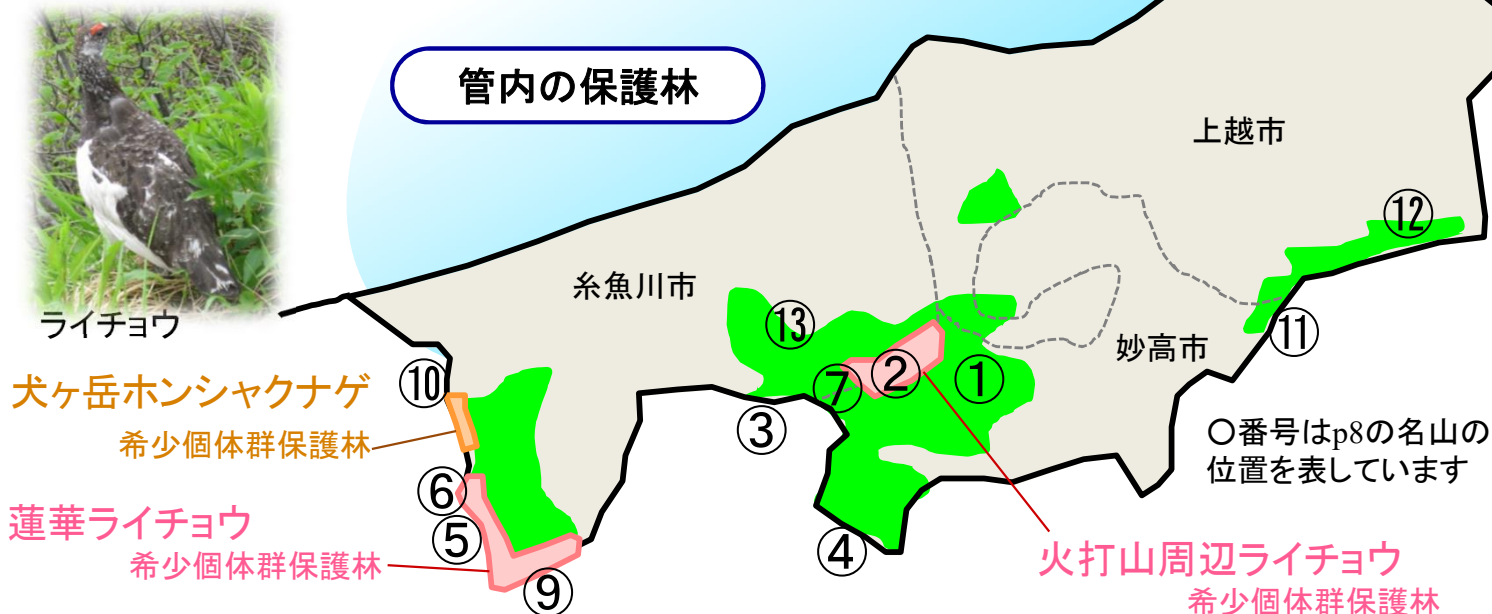 管内の保護林
上越市
⑫
糸魚川市
ライチョウ
⑬
⑪
妙高市
⑩
②
①
⑦
犬ヶ岳ホンシャクナゲ
希少個体群保護林
③
〇番号はp8の名山の
位置を表しています
⑥
蓮華ライチョウ
希少個体群保護林
⑤
④
⑨
火打山周辺ライチョウ
希少個体群保護林